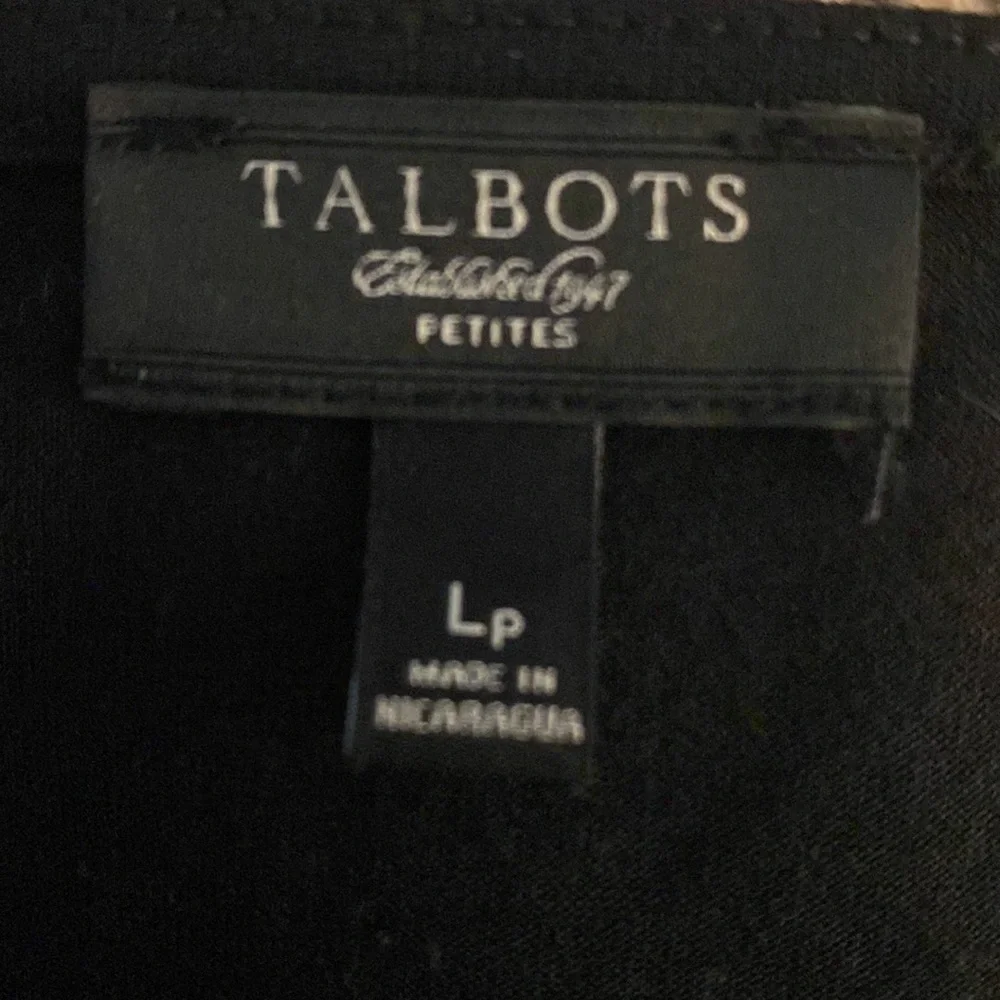 TALBOTS
Established 1947
PETITES
Lp
MADE IN
NICARAGUA